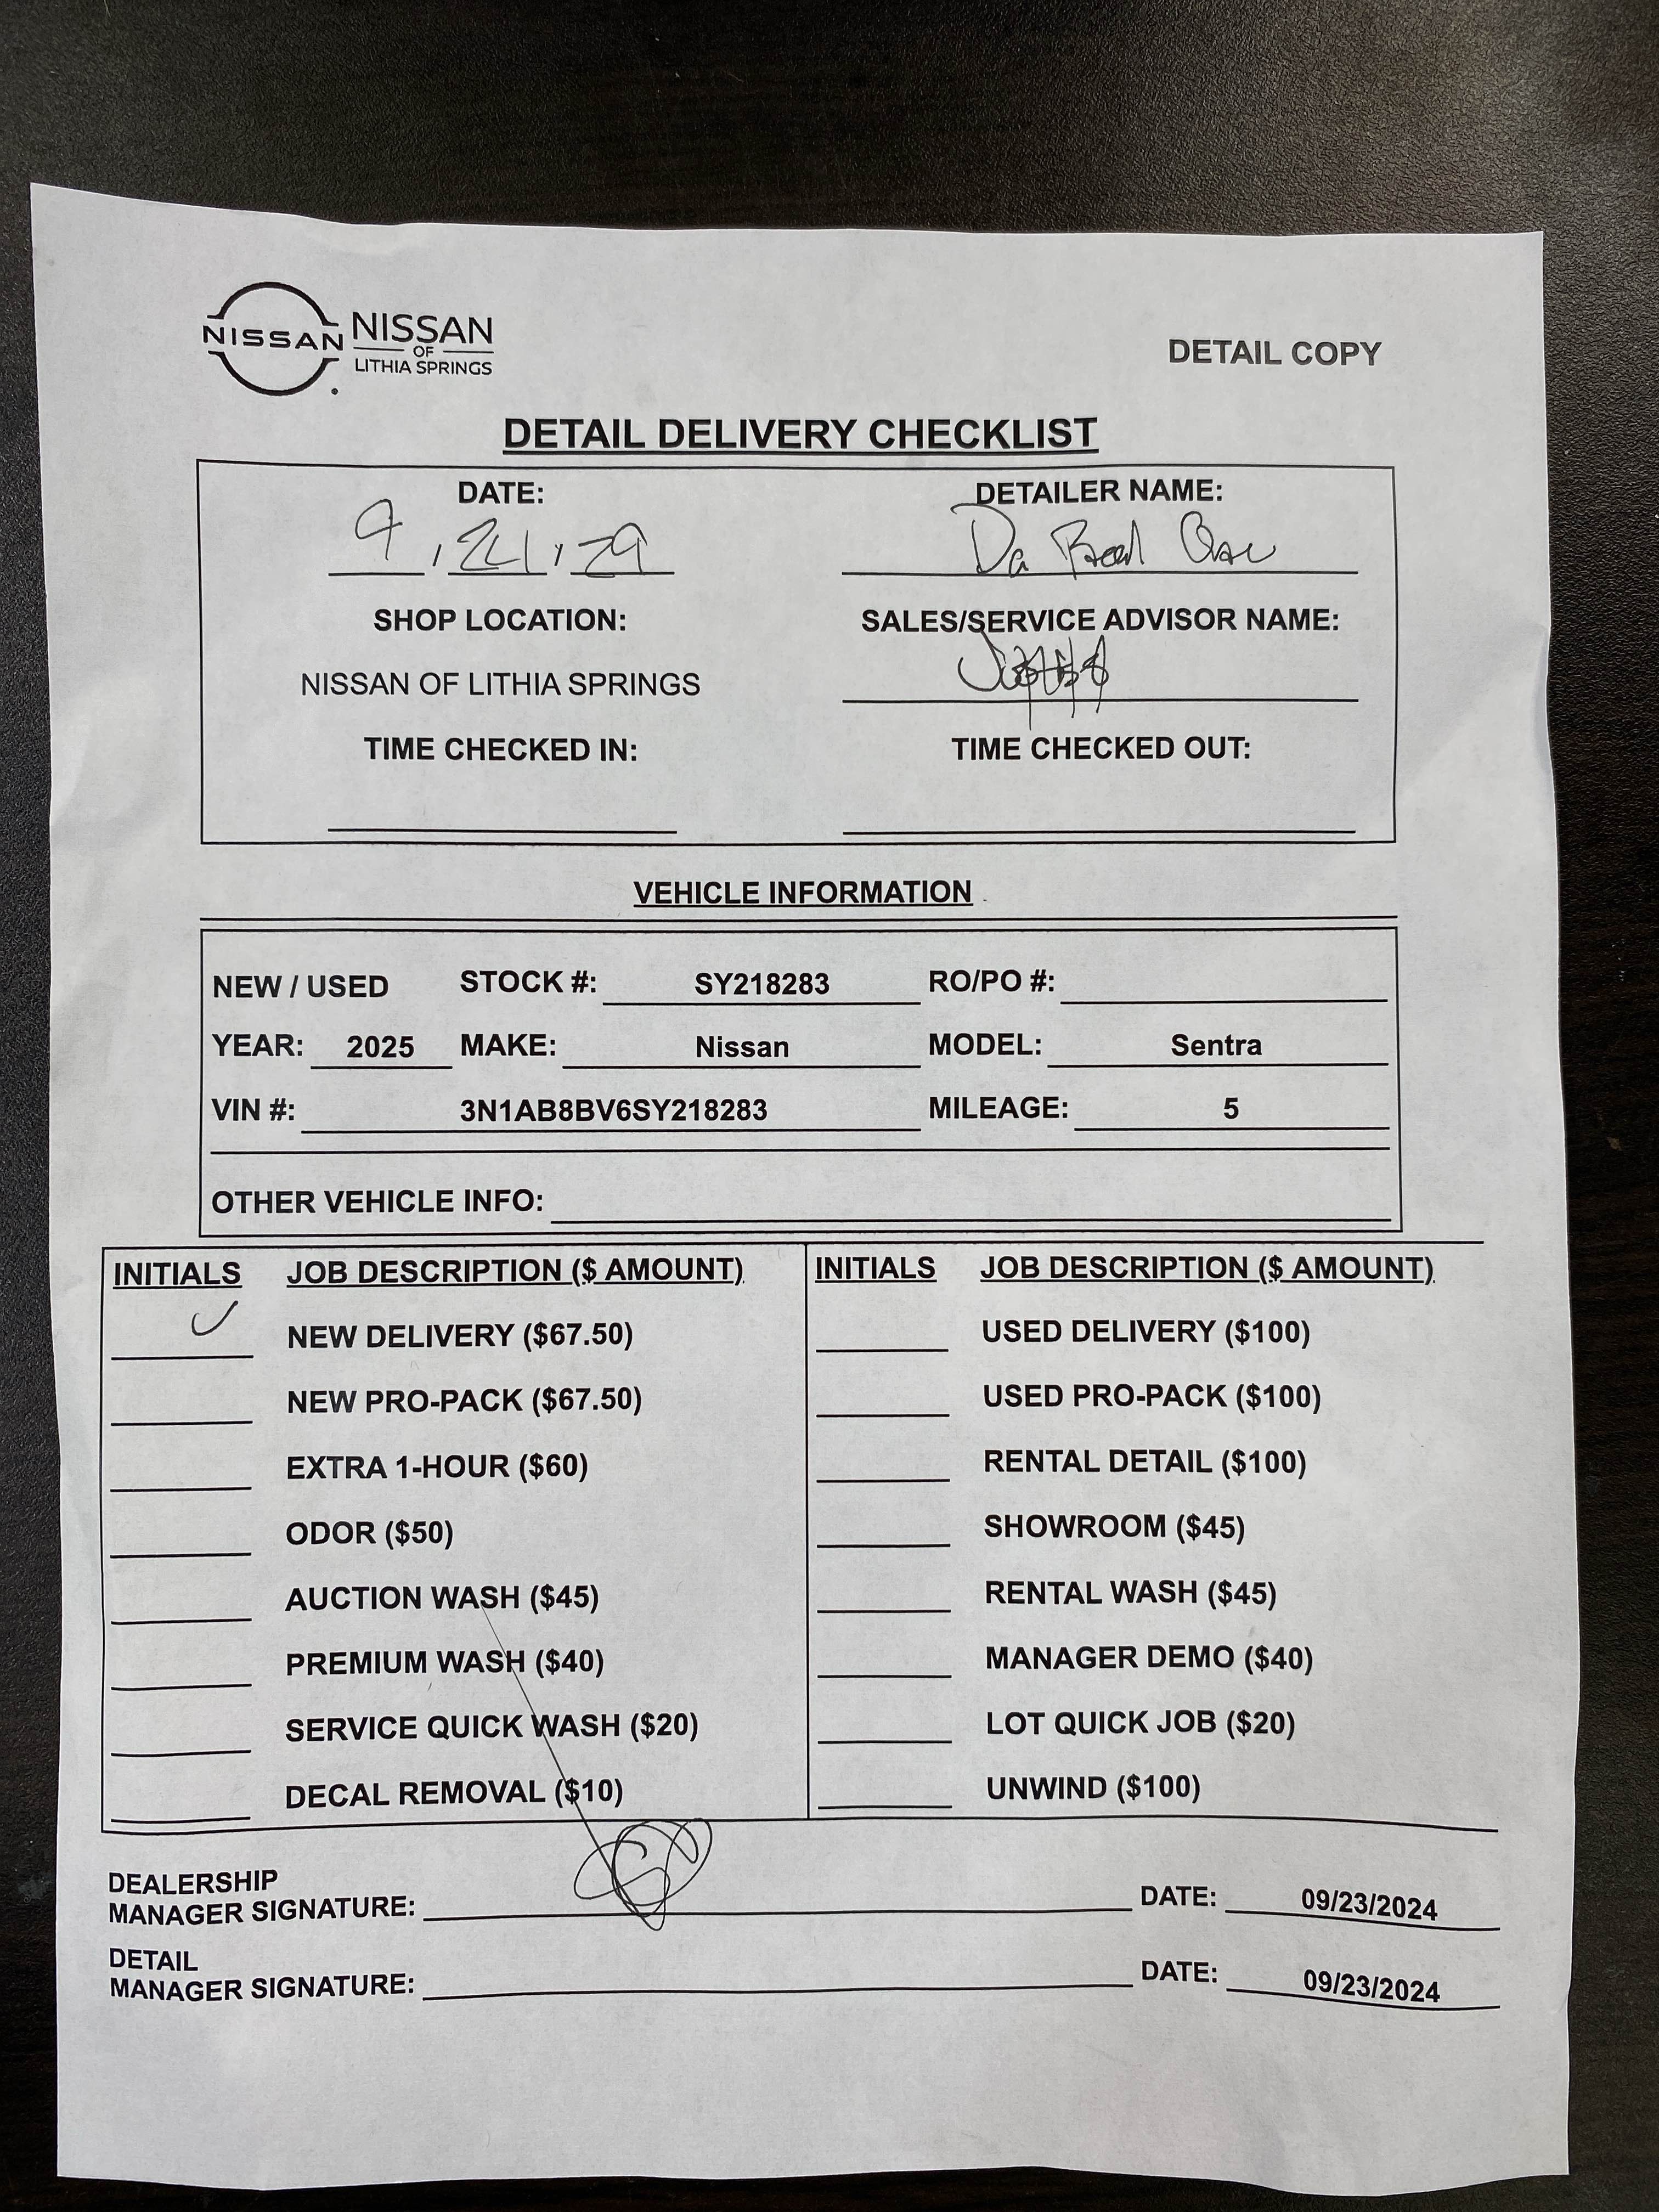 NISSAN
NISSAN
OF
LITHIA SPRINGS
DETAIL COPY
DETAIL DELIVERY CHECKLIST
DATE: DETAILER NAME:
9, Da Real One
SHOP LOCATION: SALES/SERVICE ADVISOR NAME:
NISSAN OF LITHIA SPRINGS
TIME CHECKED IN: TIME CHECKED OUT:
VEHICLE INFORMATION
NEW / USED STOCK #: SY218283 RO/PO #:
YEAR: 2025 MAKE: Nissan MODEL: Sentra
VIN #: 3N1AB8BV6SY218283 MILEAGE: 5
OTHER VEHICLE INFO:
INITIALS JOB DESCRIPTION ($ AMOUNT) INITIALS JOB DESCRIPTION ($ AMOUNT)
NEW DELIVERY ($67.50) USED DELIVERY ($100)
NEW PRO-PACK ($67.50) USED PRO-PACK ($100)
EXTRA 1-HOUR ($60) RENTAL DETAIL ($100)
ODOR ($50) SHOWROOM ($45)
AUCTION WASH ($45) RENTAL WASH ($45)
PREMIUM WASH ($40) MANAGER DEMO ($40)
SERVICE QUICK WASH ($20) LOT QUICK JOB ($20)
DECAL REMOVAL ($10) UNWIND ($100)
DEALERSHIP
MANAGER SIGNATURE: DATE: 09/23/2024
DETAIL
MANAGER SIGNATURE: DATE: 09/23/2024